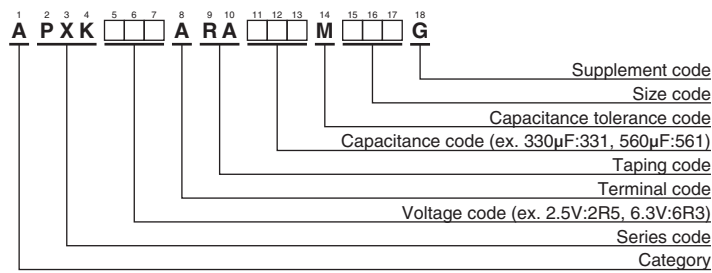 1 2 3 4 5 6 7 8 9 10 11 12 13 14 15 16 17 18
A PXK □□□ A RA □□□ M □□□ G
Supplement code
Size code
Capacitance tolerance code
Capacitance code (ex. 330µF:331, 560µF:561)
Taping code
Terminal code
Voltage code (ex. 2.5V:2R5, 6.3V:6R3)
Series code
Category